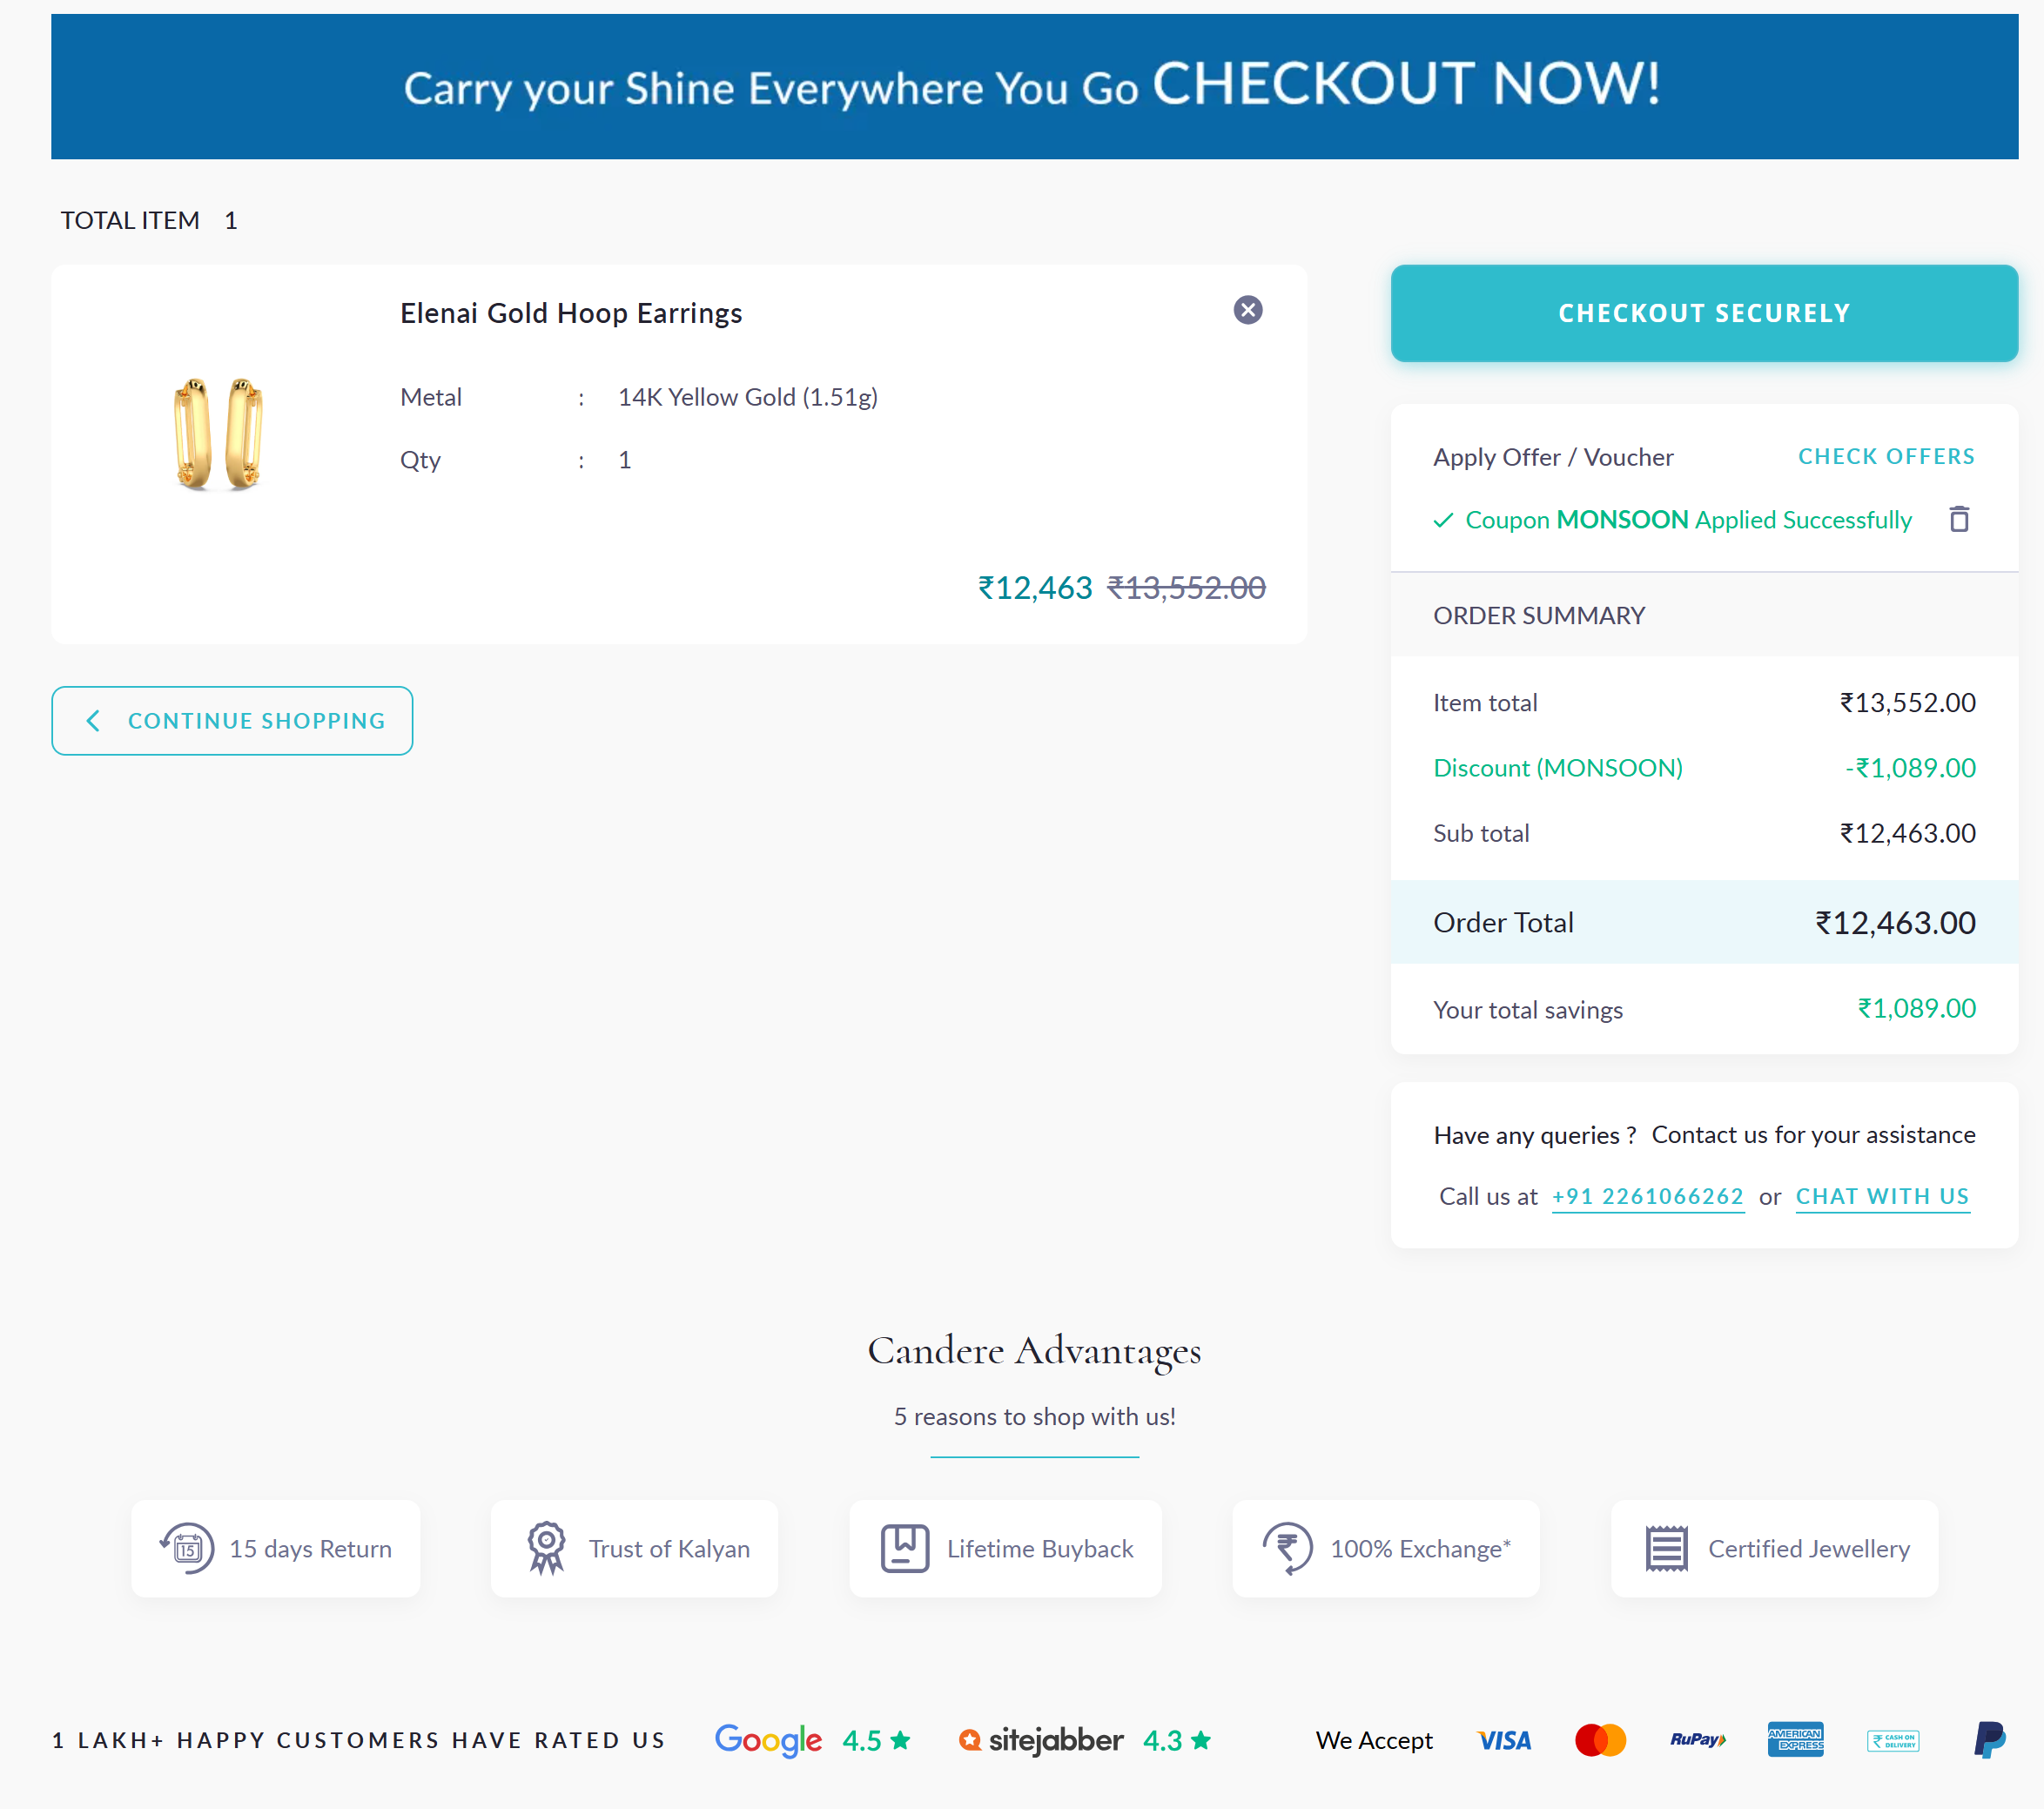 Carry your Shine Everywhere You Go CHECKOUT NOW!
TOTAL ITEM 1
Elenai Gold Hoop Earrings
Metal : 14K Yellow Gold (1.51g)
Qty : 1
₹12,463 ₹13,552.00
CONTINUE SHOPPING
CHECKOUT SECURELY
Apply Offer / Voucher CHECK OFFERS
Coupon MONSOON Applied Successfully
ORDER SUMMARY
Item total ₹13,552.00
Discount (MONSOON) -₹1,089.00
Sub total ₹12,463.00
Order Total ₹12,463.00
Your total savings ₹1,089.00
Have any queries ? Contact us for your assistance
Call us at +91 2261066262 or CHAT WITH US
Candere Advantages
5 reasons to shop with us!
15 15 days Return
Trust of Kalyan
Lifetime Buyback
₹ 100% Exchange*
Certified Jewellery
1 LAKH+ HAPPY CUSTOMERS HAVE RATED US Google 4.5 sitejabber 4.3 We Accept VISA RuPay AMERICAN EXPRESS ₹ CASH ON DELIVERY